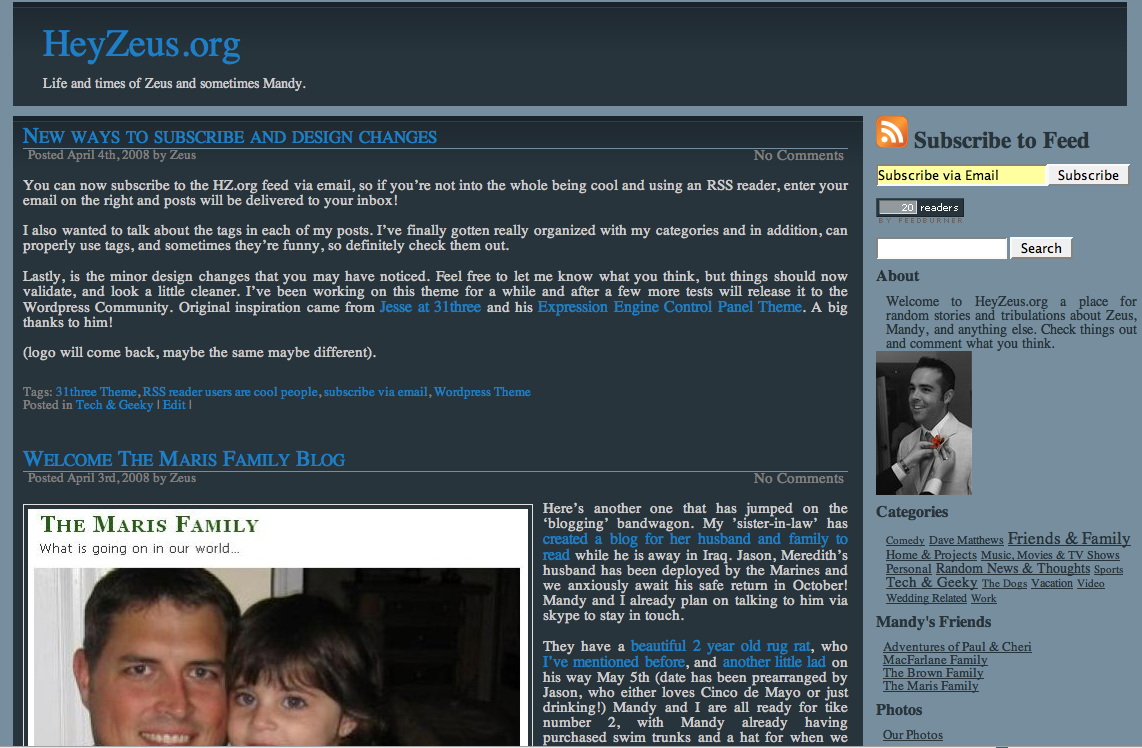 HeyZeus.org
Life and times of Zeus and sometimes Mandy.
New ways to subscribe and design changes
Posted April 4th, 2008 by Zeus
No Comments
You can now subscribe to the HZ.org feed via email, so if you're not into the whole being cool and using an RSS reader, enter your
email on the right and posts will be delivered to your inbox!
I also wanted to talk about the tags in each of my posts. I've finally gotten really organized with my categories and in addition, can
properly use tags, and sometimes they're funny, so definitely check them out.
Lastly, is the minor design changes that you may have noticed. Feel free to let me know what you think, but things should now
validate, and look a little cleaner. I've been working on this theme for a while and after a few more tests will release it to the
Wordpress Community. Original inspiration came from Jesse at 31three and his Expression Engine Control Panel Theme. A big
thanks to him!
(logo will come back, maybe the same maybe different).
Tags: 31three Theme, RSS reader users are cool people, subscribe via email, Wordpress Theme
Posted in Tech & Geeky | Edit |
Welcome The Maris Family Blog
Posted April 3rd, 2008 by Zeus
No Comments
The Maris Family
What is going on in our world...
Here's another one that has jumped on the
'blogging' bandwagon. My 'sister-in-law' has
created a blog for her husband and family to
read while he is away in Iraq. Jason, Meredith's
husband has been deployed by the Marines and
we anxiously await his safe return in October!
Mandy and I already plan on talking to him via
skype to stay in touch.
They have a beautiful 2 year old rug rat, who
I've mentioned before, and another little lad on
his way May 5th (date has been prearranged by
Jason, who either loves Cinco de Mayo or just
drinking!) Mandy and I are all ready for tike
number 2, with Mandy already having
purchased swim trunks and a hat for when we
Subscribe to Feed
Subscribe via Email
Subscribe
20 readers
BY FEEDBURNER
Search
About
Welcome to HeyZeus.org a place for
random stories and tribulations about Zeus,
Mandy, and anything else. Check things out
and comment what you think.
Categories
Comedy Dave Matthews Friends & Family
Home & Projects Music, Movies & TV Shows
Personal Random News & Thoughts Sports
Tech & Geeky The Dogs Vacation Video
Wedding Related Work
Mandy's Friends
Adventures of Paul & Cheri
MacFarlane Family
The Brown Family
The Maris Family
Photos
Our Photos